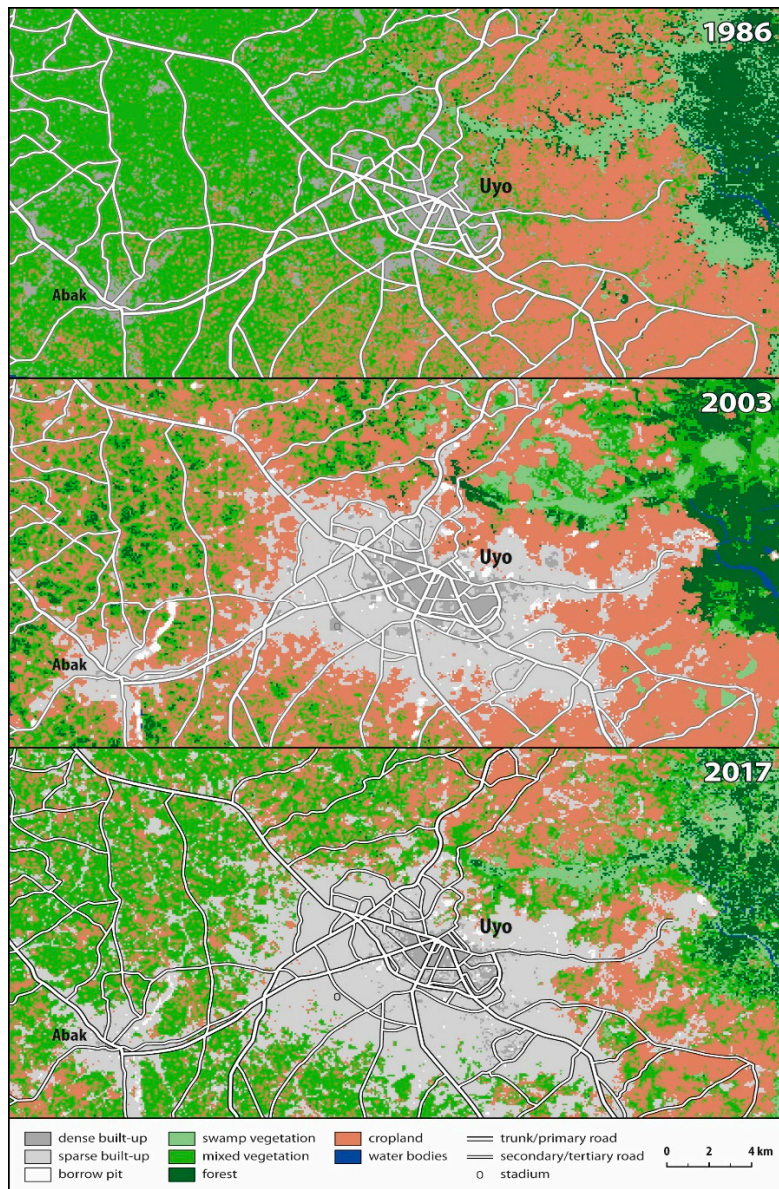 1986
Uyo
Abak
2003
Uyo
Abak
2017
Uyo
Abak
dense built-up
sparse built-up
borrow pit
swamp vegetation
mixed vegetation
forest
cropland
water bodies
trunk/primary road
secondary/tertiary road
stadium
0 2 4 km